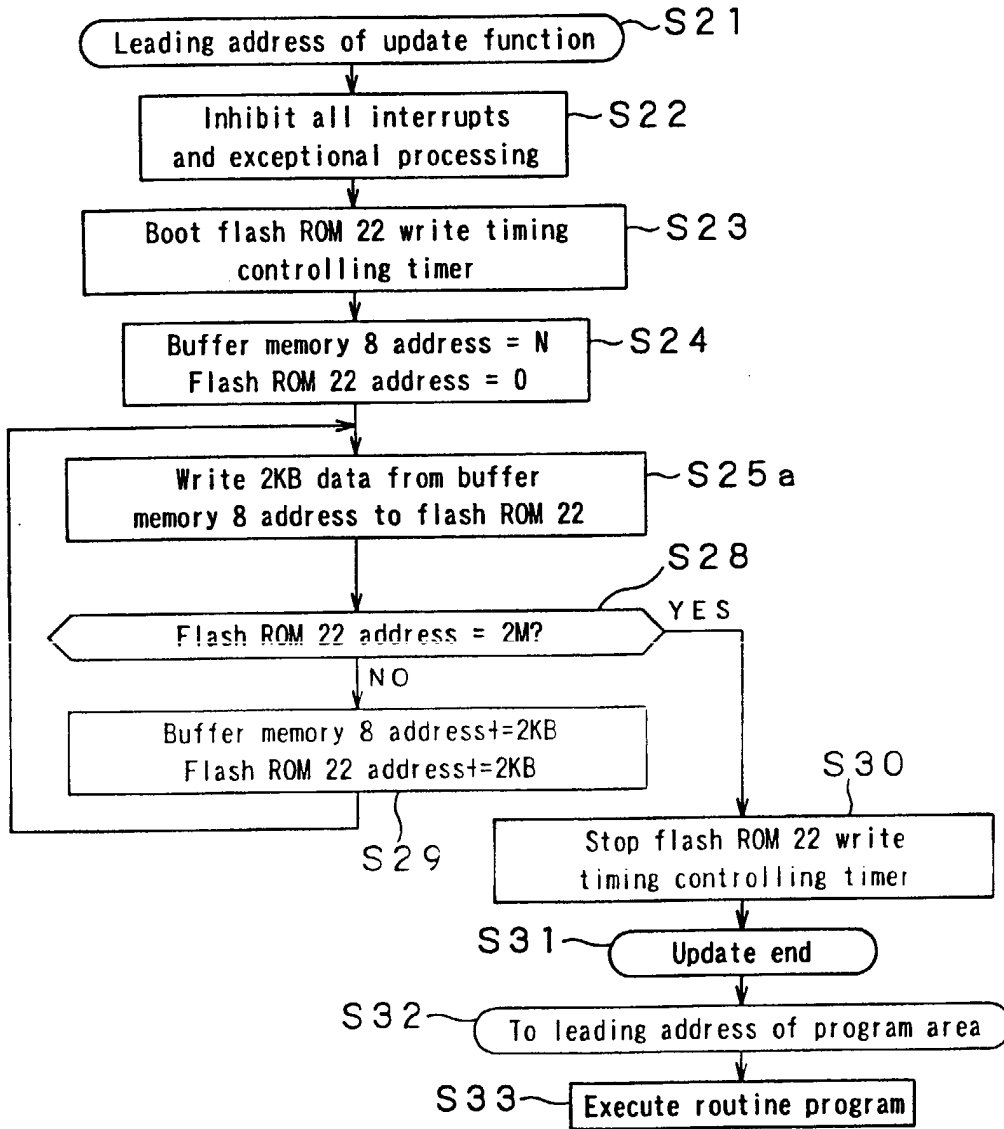 Leading address of update function
S21
Inhibit all interrupts
and exceptional processing
S22
Boot flash ROM 22 write timing
controlling timer
S23
Buffer memory 8 address = N
Flash ROM 22 address = 0
S24
Write 2KB data from buffer
memory 8 address to flash ROM 22
S25a
S28
Flash ROM 22 address = 2M?
YES
NO
Buffer memory 8 address+=2KB
Flash ROM 22 address+=2KB
S29
S30
Stop flash ROM 22 write
timing controlling timer
S31
Update end
S32
To leading address of program area
S33
Execute routine program